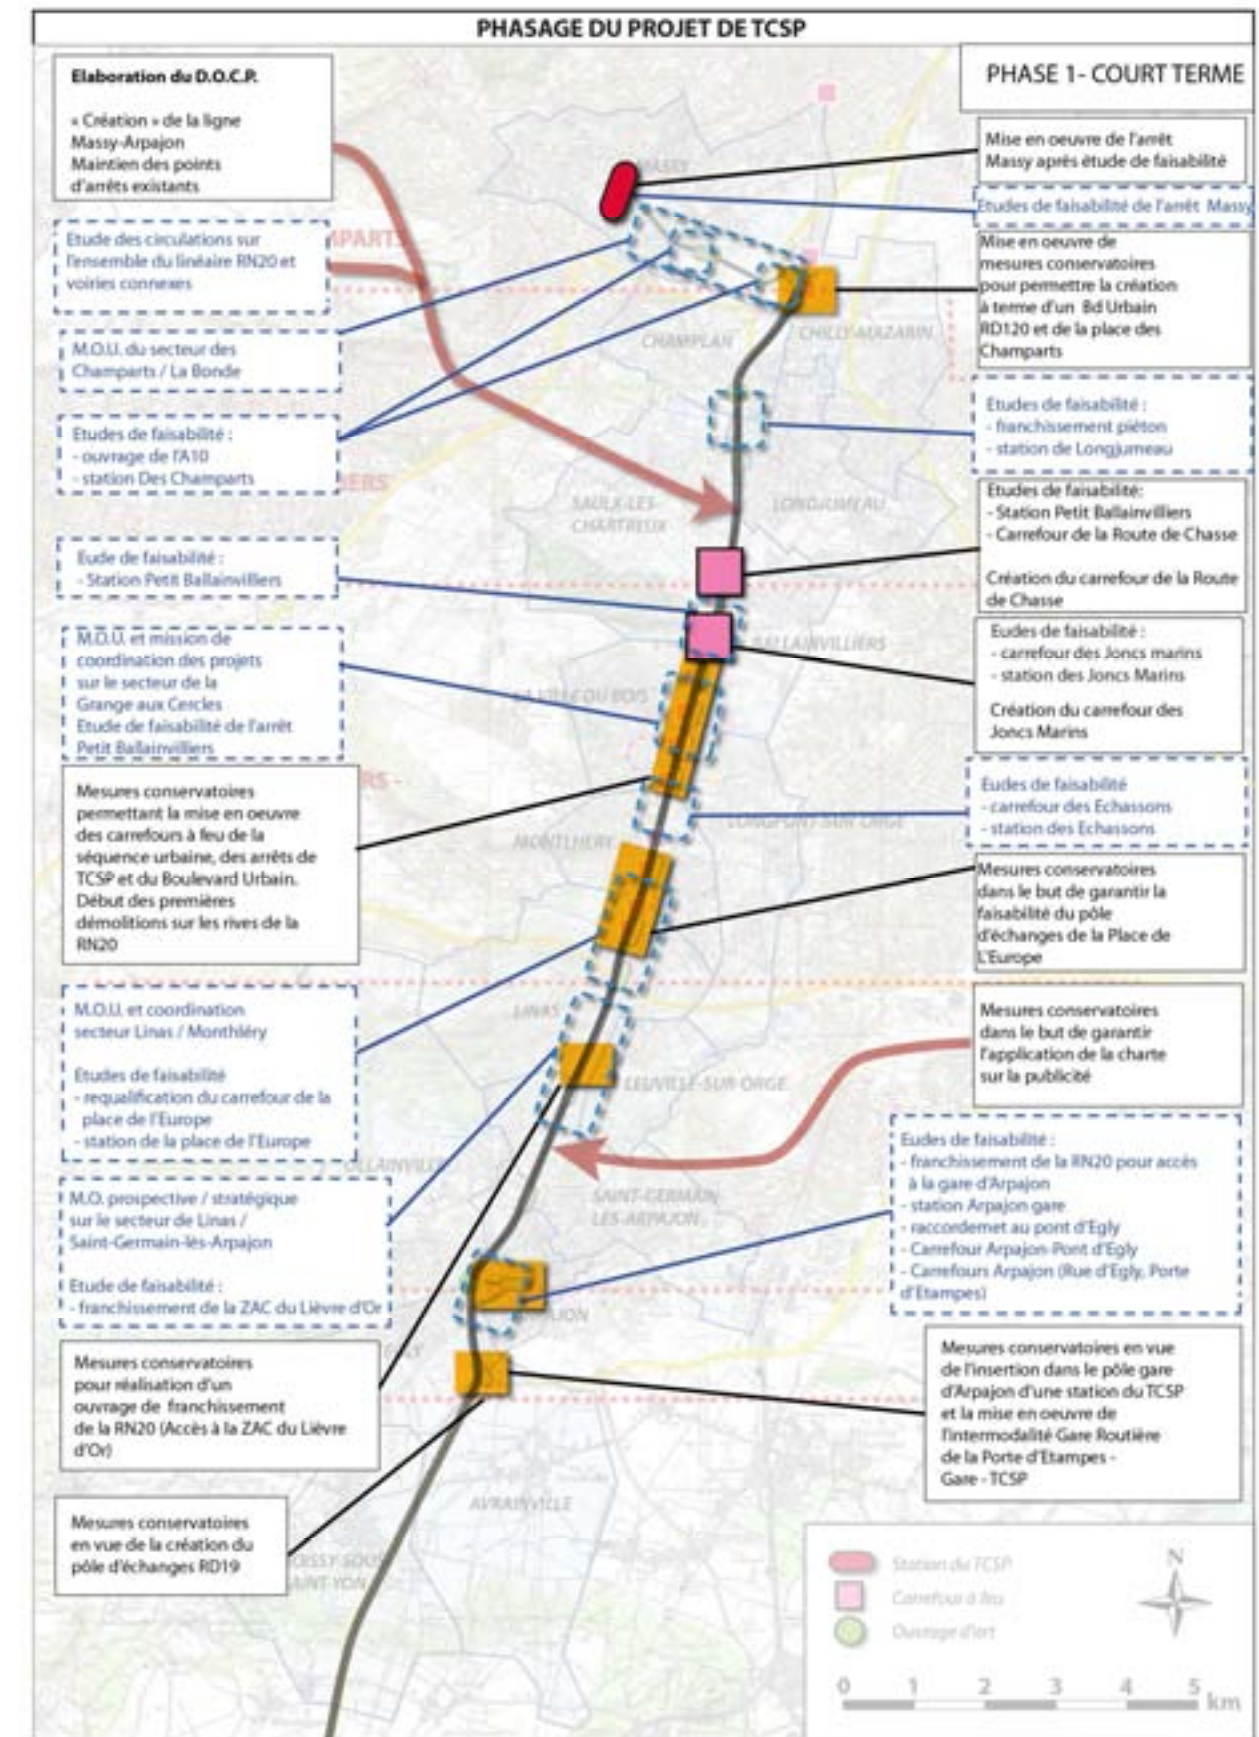 PHASAGE DU PROJET DE TCSP
PHASE 1- COURT TERME
Elaboration du D.O.C.P.
« Création » de la ligne
Massy-Arpajon
Maintien des points
d'arrêts existants
Etude des circulations sur
l'ensemble du linéaire RN20 et
voiries connexes
M.O.U. du secteur des
Champarts / La Bonde
Etudes de faisabilité :
- ouvrage de l'A10
- station Des Champarts
Eude de faisabilité :
- Station Petit Ballainvilliers
M.O.U. et mission de
coordination des projets
sur le secteur de la
Grange aux Cercles
Etude de faisabilité de l'arrêt
Petit Ballainvilliers
Mesures conservatoires
permettant la mise en oeuvre
des carrefours à feu de la
séquence urbaine, des arrêts de
TCSP et du Boulevard Urbain.
Début des premières
démolitions sur les rives de la
RN20
M.O.U. et coordination
secteur Linas / Monthléry
Etudes de faisabilité
- requalification du carrefour de la
place de l'Europe
- station de la place de l'Europe
M.O. prospective / stratégique
sur le secteur de Linas /
Saint-Germain-lès-Arpajon
Etude de faisabilité :
- franchissement de la ZAC du Lièvre d'Or
Mesures conservatoires
pour réalisation d'un
ouvrage de franchissement
de la RN20 (Accès à la ZAC du Lièvre
d'Or)
Mesures conservatoires
en vue de la création du
pôle d'échanges RD19
Mise en oeuvre de l'arrêt
Massy après étude de faisabilité
Etudes de faisabilité de l'arrêt Massy
Mise en oeuvre de
mesures conservatoires
pour permettre la création
à terme d'un Bd Urbain
RD120 et de la place des
Champarts
Etudes de faisabilité :
- franchissement piéton
- station de Longjumeau
Etudes de faisabilité:
- Station Petit Ballainvilliers
- Carrefour de la Route de Chasse
Création du carrefour de la Route
de Chasse
Eudes de faisabilité :
- carrefour des Joncs marins
- station des Joncs Marins
Création du carrefour des
Joncs Marins
Eudes de faisabilité
- carrefour des Echassons
- station des Echassons
Mesures conservatoires
dans le but de garantir la
faisabilité du pôle
d'échanges de la Place de
L'Europe
Mesures conservatoires
dans le but de garantir
l'application de la charte
sur la publicité
Eudes de faisabilité :
- franchissement de la RN20 pour accès
à la gare d'Arpajon
- station Arpajon gare
- raccordemet au pont d'Egly
- Carrefour Arpajon-Pont d'Egly
- Carrefours Arpajon (Rue d'Egly, Porte
d'Etampes)
Mesures conservatoires en vue
de l'insertion dans le pôle gare
d'Arpajon d'une station du TCSP
et la mise en oeuvre de
l'intermodalité Gare Routière
de la Porte d'Etampes -
Gare - TCSP
MASSY
MPARTS
CHAMPLAN
CHILLY-MAZARIN
IERS
SAULX-LES-
CHARTREUX
LONGJUMEAU
BALLAINVILLIERS
LA VILLE DU BOIS
RS -
MONTLHERY
LONGPONT-SUR-ORGE
LINAS
LEUVILLE-SUR-ORGE
OLLAINVILLE
SAINT-GERMAIN-
LES-ARPAJON
AJON
AVRAINVILLE
OISSY-SOUS
AINT-YON
Station du TCSP
Carrefour à feu
Ouvrage d'art
N
0 1 2 3 4 5 km